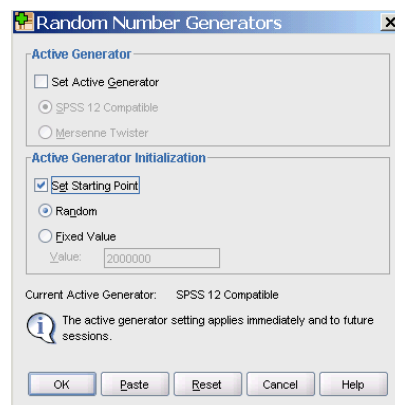 Random Number Generators
Active Generator
Set Active Generator
SPSS 12 Compatible
Mersenne Twister
Active Generator Initialization
Set Starting Point
Random
Fixed Value
Value: 2000000
Current Active Generator: SPSS 12 Compatible
The active generator setting applies immediately and to future
sessions.
OK Paste Reset Cancel Help